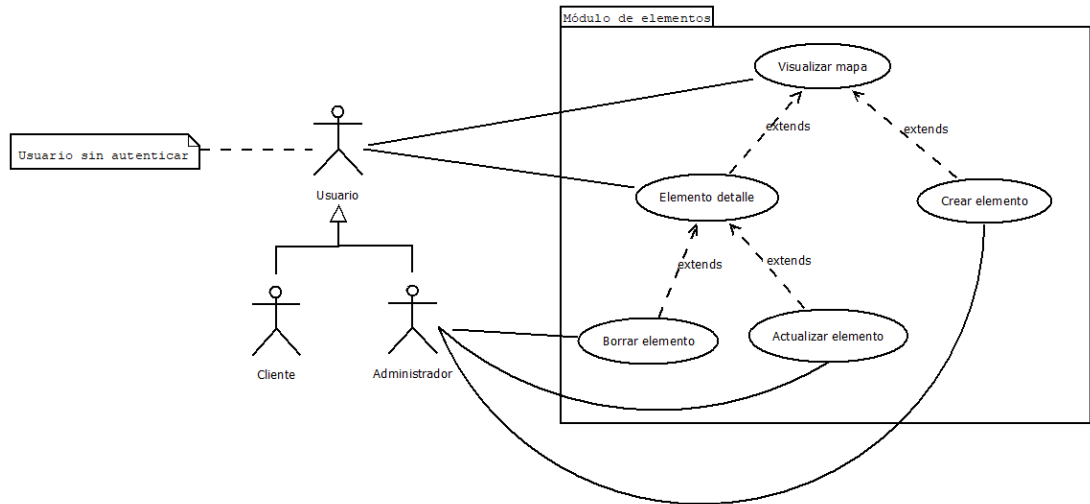 Módulo de elementos
Visualizar mapa
extends
extends
Usuario sin autenticar
Usuario
Elemento detalle
Crear elemento
extends
extends
Borrar elemento
Actualizar elemento
Cliente
Administrador